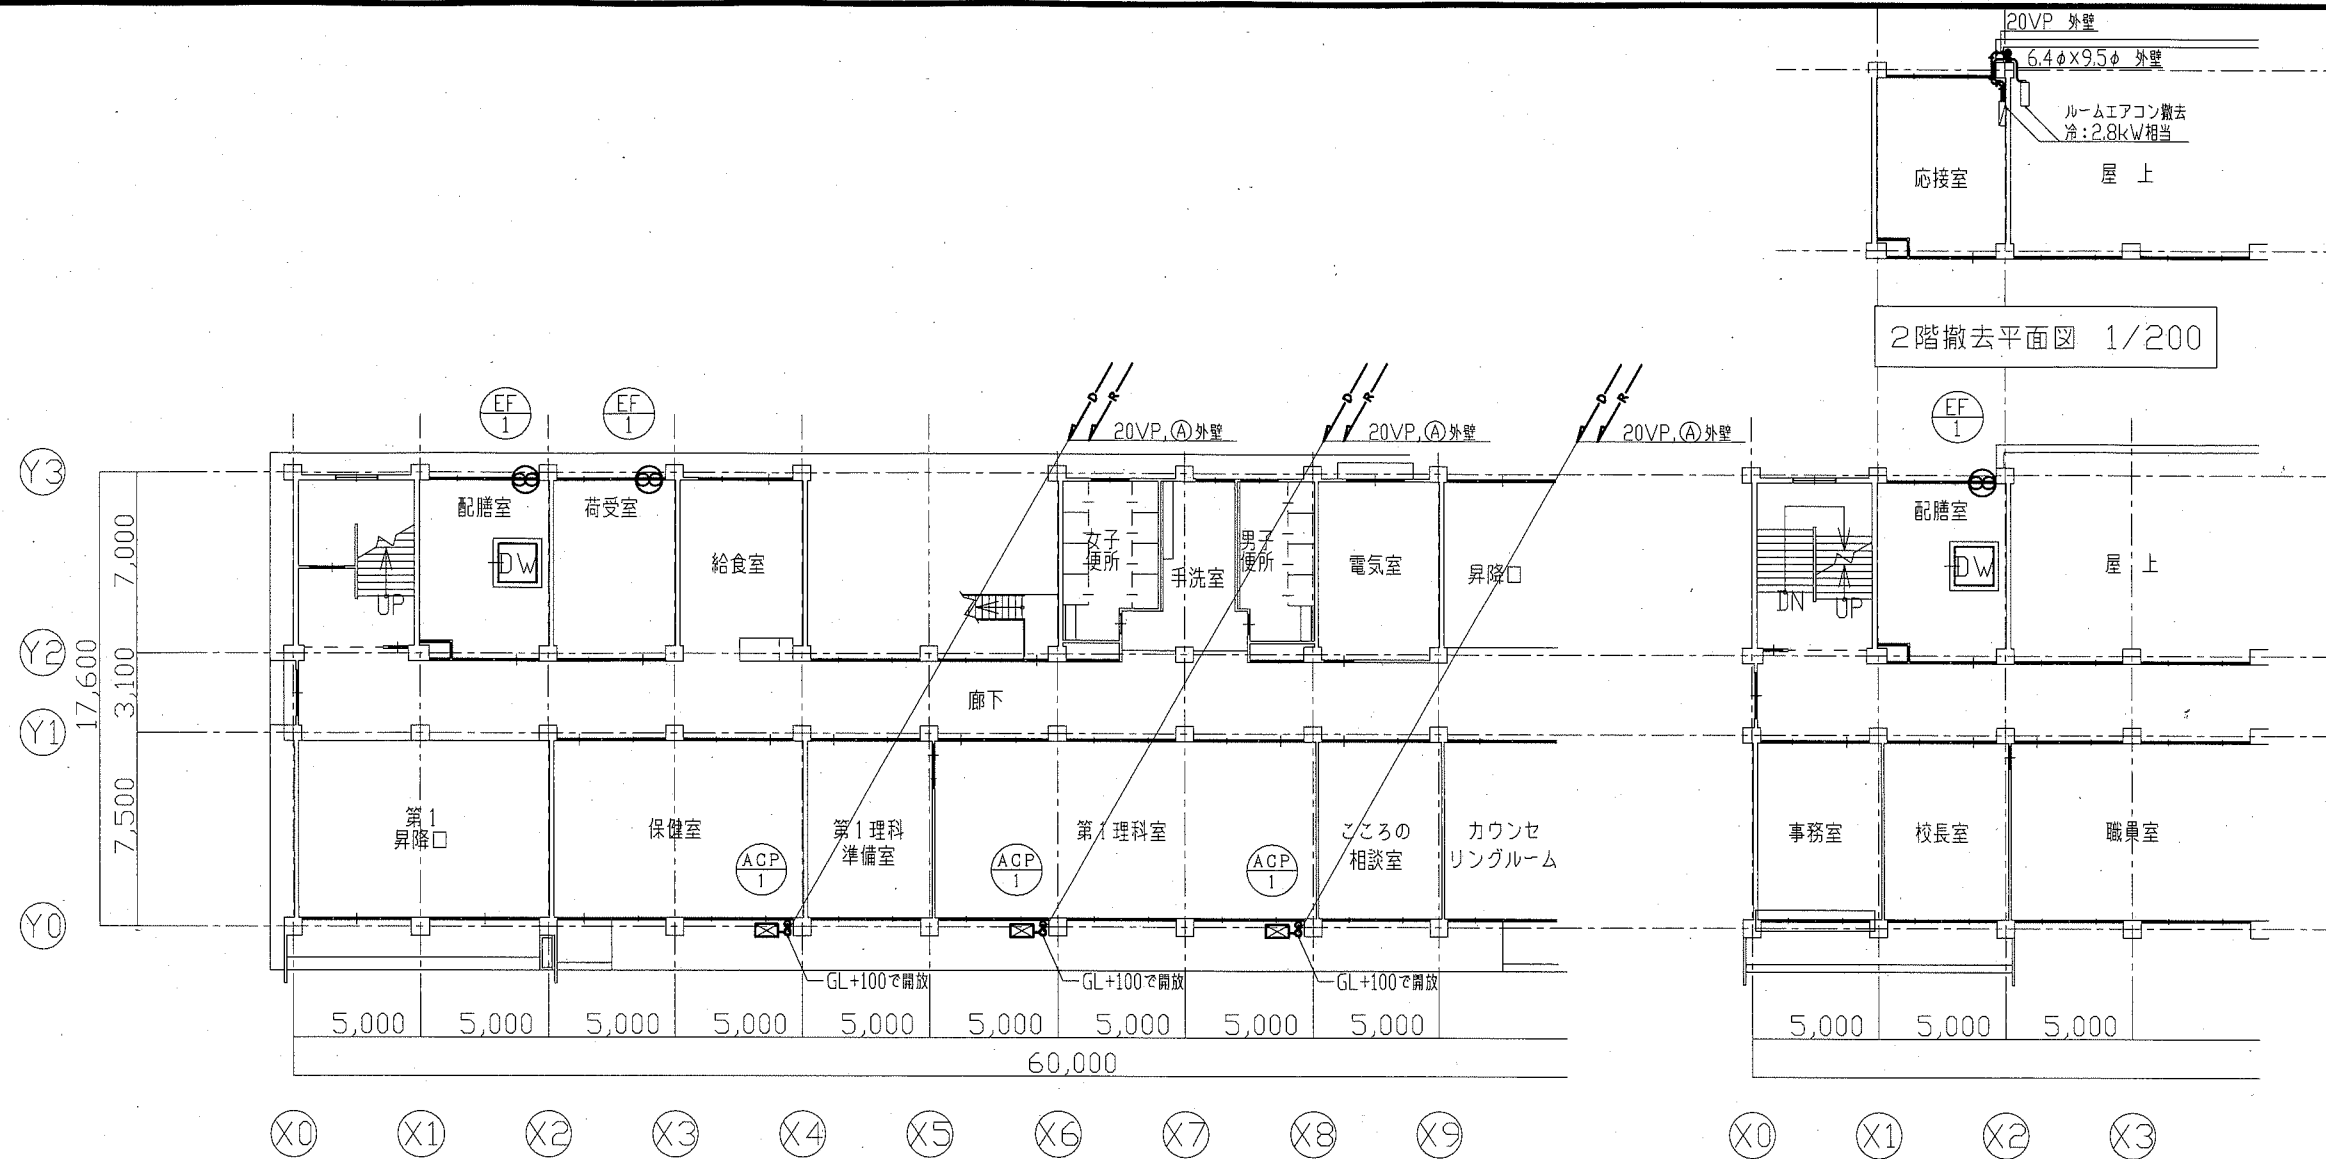 20VP 外壁
6.4φX9.5φ 外壁
ルームエアコン撤去
冷:2.8kW相当
応接室
屋 上
2階撤去平面図 1/200
EF
1
EF
1
EF
1
D
R
20VP,Ⓐ外壁
D
R
20VP,Ⓐ外壁
D
R
20VP,Ⓐ外壁
Y3
Y2
Y1
Y0
7,000
3,100
7,500
17,600
UP
配膳室
DW
荷受室
給食室
女子
便所
手洗室
男子
便所
電気室
昇降口
廊下
第1
昇降口
保健室
第1理科
準備室
第1理科室
こころの
相談室
カウンセ
リングルーム
ACP
1
ACP
1
ACP
1
GL+100で開放
GL+100で開放
GL+100で開放
5,000
5,000
5,000
5,000
5,000
5,000
5,000
5,000
5,000
60,000
X0
X1
X2
X3
X4
X5
X6
X7
X8
X9
DN
UP
配膳室
DW
屋 上
事務室
校長室
職員室
5,000
5,000
5,000
X0
X1
X2
X3